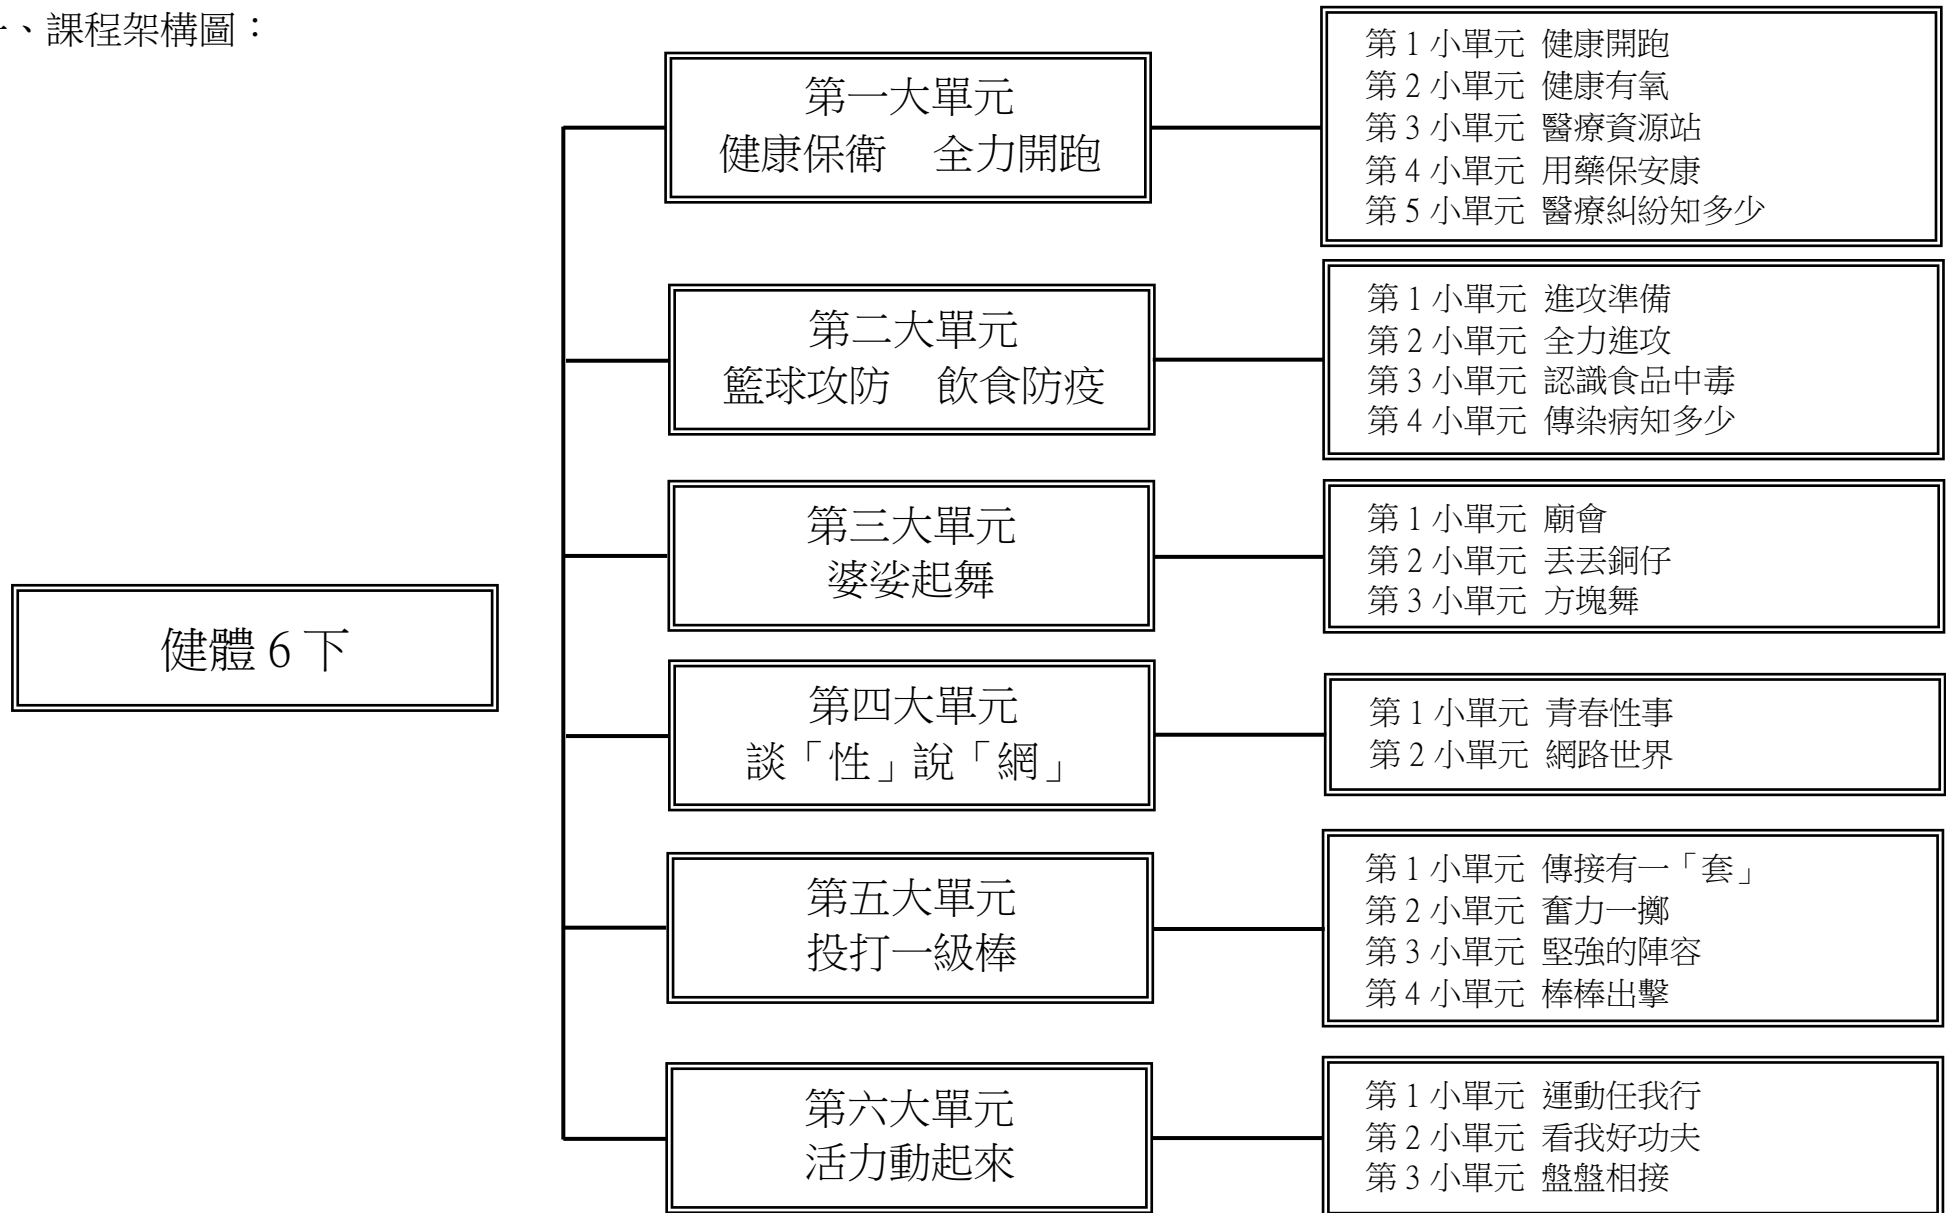 、課程架構圖：
健體 6 下
第一大單元
健康保衛　全力開跑
第 1 小單元 健康開跑
第 2 小單元 健康有氧
第 3 小單元 醫療資源站
第 4 小單元 用藥保安康
第 5 小單元 醫療糾紛知多少
第二大單元
籃球攻防　飲食防疫
第 1 小單元 進攻準備
第 2 小單元 全力進攻
第 3 小單元 認識食品中毒
第 4 小單元 傳染病知多少
第三大單元
婆娑起舞
第 1 小單元 廟會
第 2 小單元 丟丟銅仔
第 3 小單元 方塊舞
第四大單元
談「性」說「網」
第 1 小單元 青春性事
第 2 小單元 網路世界
第五大單元
投打一級棒
第 1 小單元 傳接有一「套」
第 2 小單元 奮力一擲
第 3 小單元 堅強的陣容
第 4 小單元 棒棒出擊
第六大單元
活力動起來
第 1 小單元 運動任我行
第 2 小單元 看我好功夫
第 3 小單元 盤盤相接